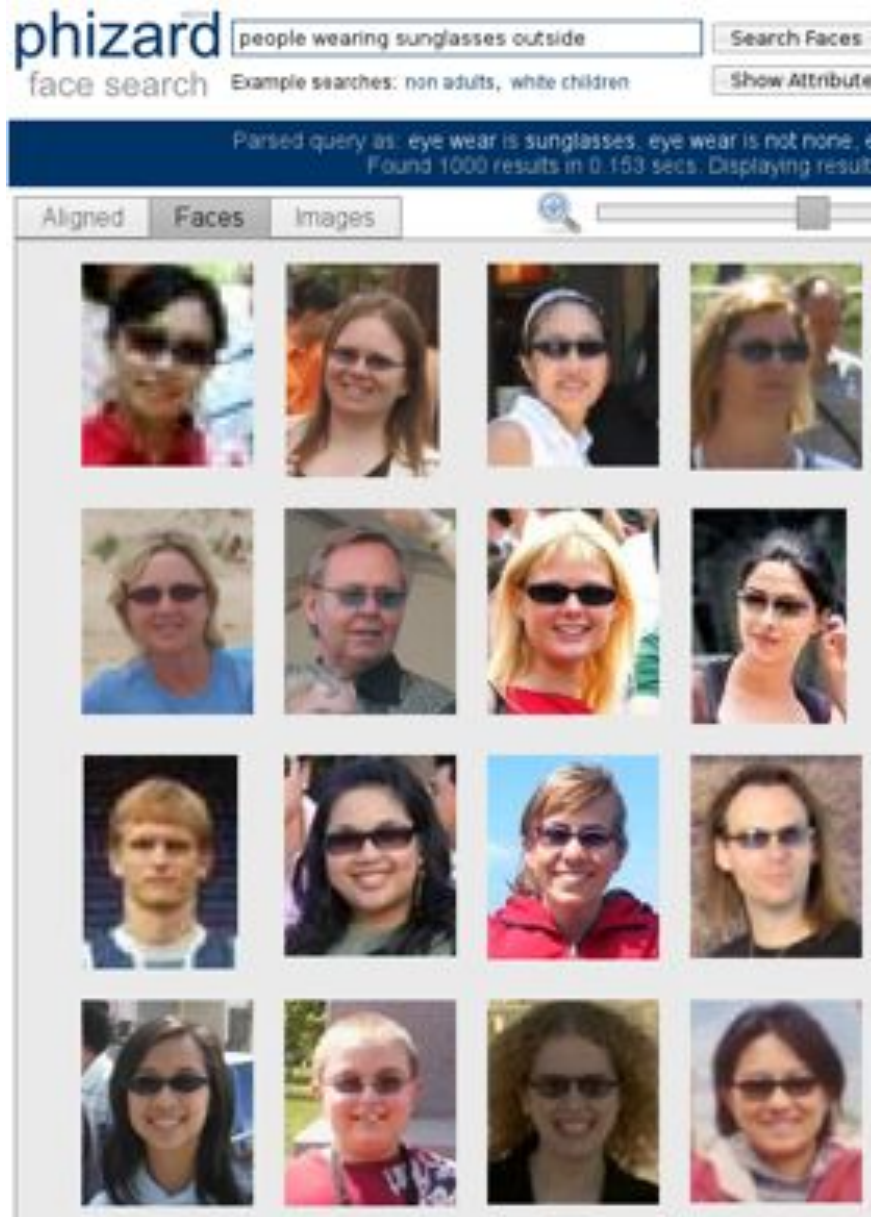 phizard
people wearing sunglasses outside
Search Faces
face search
Example searches: non adults, white children
Show Attribute
Parsed query as: eye wear is sunglasses, eye wear is not none, e
Found 1000 results in 0.153 secs. Displaying result
Aligned
Faces
Images